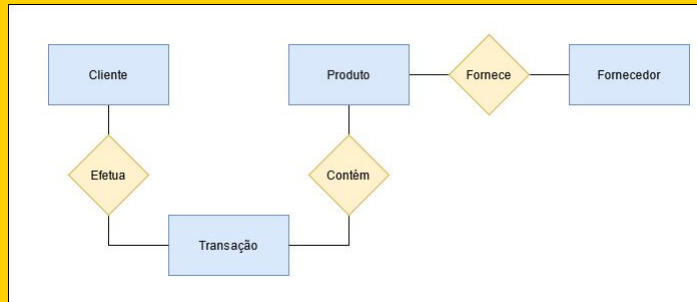 Cliente
Produto
Fornece
Fornecedor
Efetua
Contêm
Transação